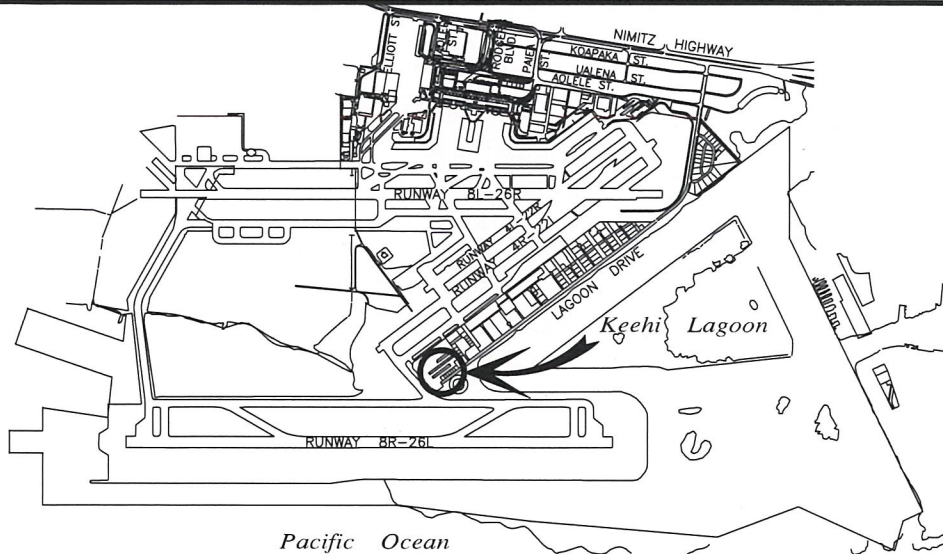 ELLIOTT ST
ST.
RODGERS
BLVD
PAIEA
ST.
NIMITZ HIGHWAY
KOAPAKA ST.
UALENA ST.
AOLELE ST.
RUNWAY 8L-26R
RUNWAY 4L-22R
RUNWAY 4R-22L
LAGOON DRIVE
Keehi Lagoon
RUNWAY 8R-26L
Pacific Ocean